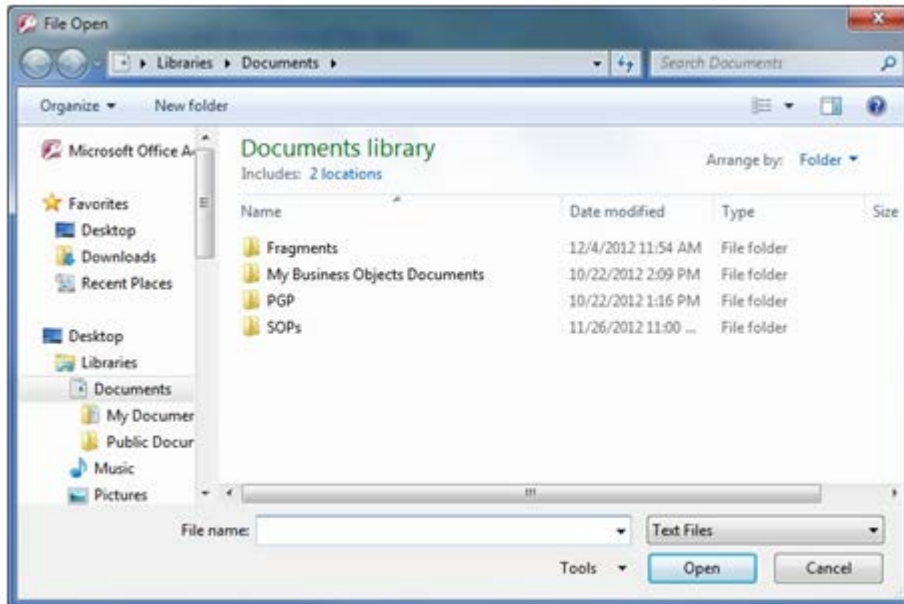 File Open
Libraries Documents
Search Documents
Organize New folder
Microsoft Office A
Favorites
Desktop
Downloads
Recent Places
Desktop
Libraries
Documents
My Documer
Public Docur
Music
Pictures
Documents library
Includes: 2 locations
Arrange by: Folder
Name Date modified Type Size
Fragments 12/4/2012 11:54 AM File folder
My Business Objects Documents 10/22/2012 2:09 PM File folder
PGP 10/22/2012 1:16 PM File folder
SOPs 11/26/2012 11:00 ... File folder
File name: Text Files
Tools Open Cancel